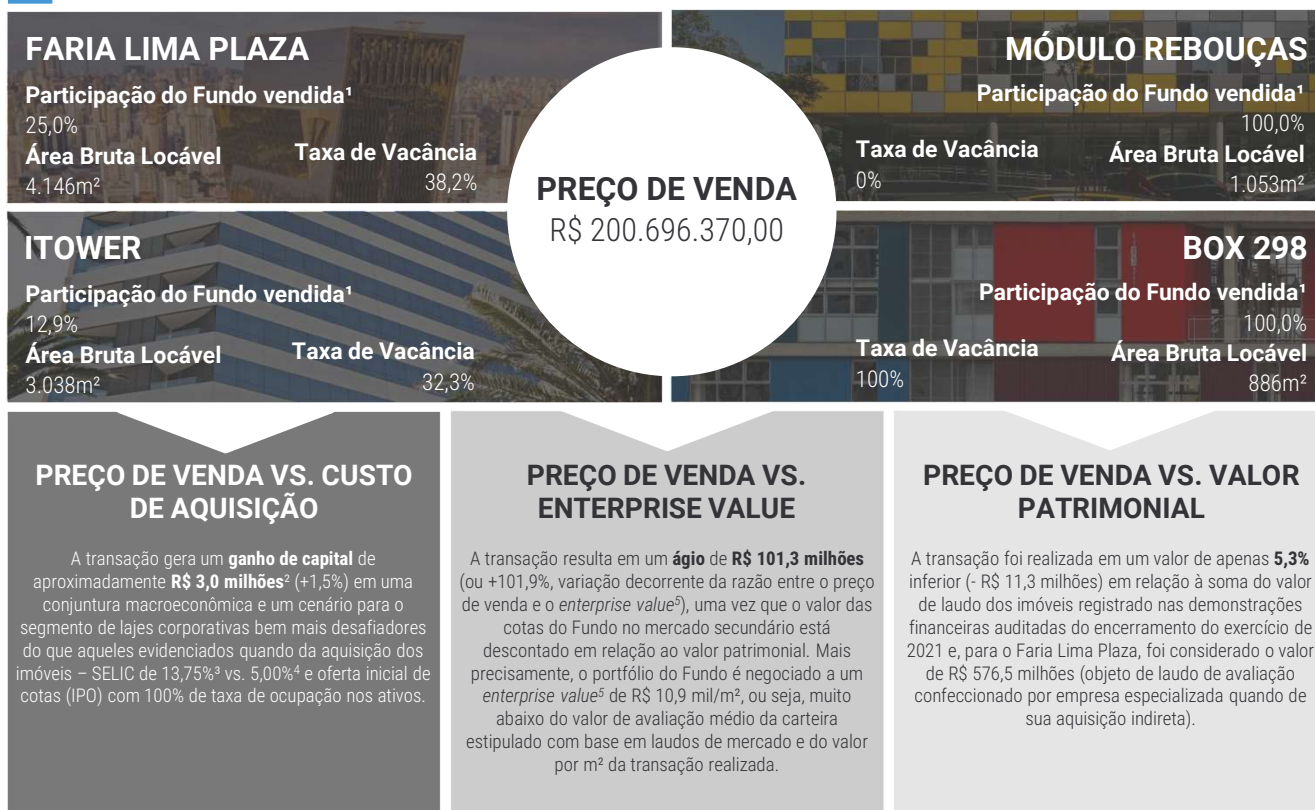 FARIA LIMA PLAZA
Participação do Fundo vendida¹
25,0%
Área Bruta Locável
4.146m²
Taxa de Vacância
38,2%
ITOWER
Participação do Fundo vendida¹
12,9%
Área Bruta Locável
3.038m²
Taxa de Vacância
32,3%
PREÇO DE VENDA
R$ 200.696.370,00
MÓDULO REBOUÇAS
Participação do Fundo vendida¹
100,0%
Taxa de Vacância
0%
Área Bruta Locável
1.053m²
BOX 298
Participação do Fundo vendida¹
100,0%
Taxa de Vacância
100%
Área Bruta Locável
886m²
PREÇO DE VENDA VS. CUSTO
DE AQUISIÇÃO
A transação gera um ganho de capital de
aproximadamente R$ 3,0 milhões² (+1,5%) em uma
conjuntura macroeconômica e um cenário para o
segmento de lajes corporativas bem mais desafiadores
do que aqueles evidenciados quando da aquisição dos
imóveis – SELIC de 13,75%³ vs. 5,00%⁴ e oferta inicial de
cotas (IPO) com 100% de taxa de ocupação nos ativos.
PREÇO DE VENDA VS.
ENTERPRISE VALUE
A transação resulta em um ágio de R$ 101,3 milhões
(ou +101,9%, variação decorrente da razão entre o preço
de venda e o enterprise value⁵), uma vez que o valor das
cotas do Fundo no mercado secundário está
descontado em relação ao valor patrimonial. Mais
precisamente, o portfólio do Fundo é negociado a um
enterprise value⁵ de R$ 10,9 mil/m², ou seja, muito
abaixo do valor de avaliação médio da carteira
estipulado com base em laudos de mercado e do valor
por m² da transação realizada.
PREÇO DE VENDA VS. VALOR
PATRIMONIAL
A transação foi realizada em um valor de apenas 5,3%
inferior (- R$ 11,3 milhões) em relação à soma do valor
de laudo dos imóveis registrado nas demonstrações
financeiras auditadas do encerramento do exercício de
2021 e, para o Faria Lima Plaza, foi considerado o valor
de R$ 576,5 milhões (objeto de laudo de avaliação
confeccionado por empresa especializada quando de
sua aquisição indireta).